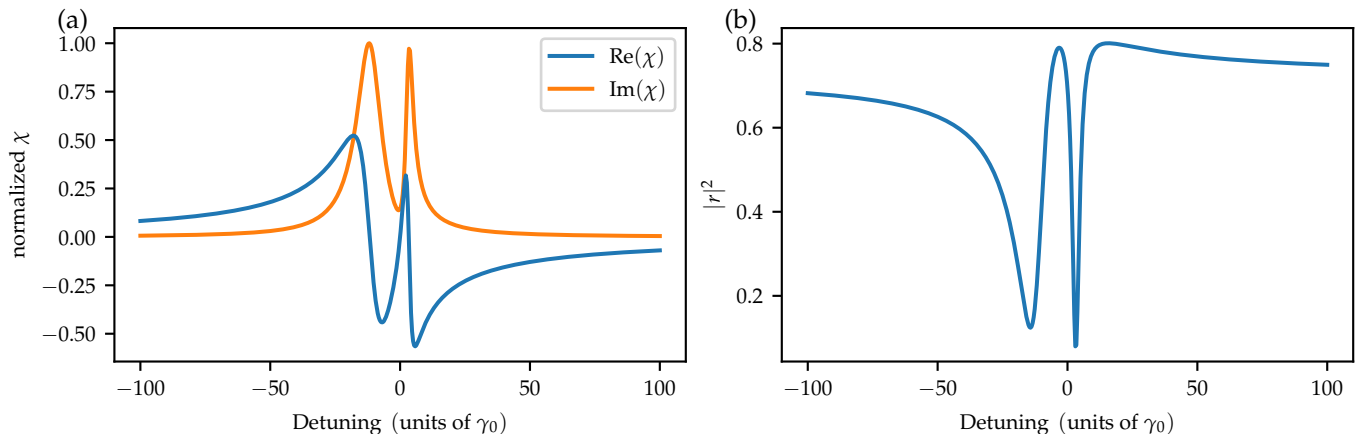 (a)
normalized χ
1.00
0.75
0.50
0.25
0.00
−0.25
−0.50
Re(χ)
Im(χ)
−100
−50
0
50
100
Detuning (units of γ₀)
(b)
|r|²
0.8
0.6
0.4
0.2
−100
−50
0
50
100
Detuning (units of γ₀)